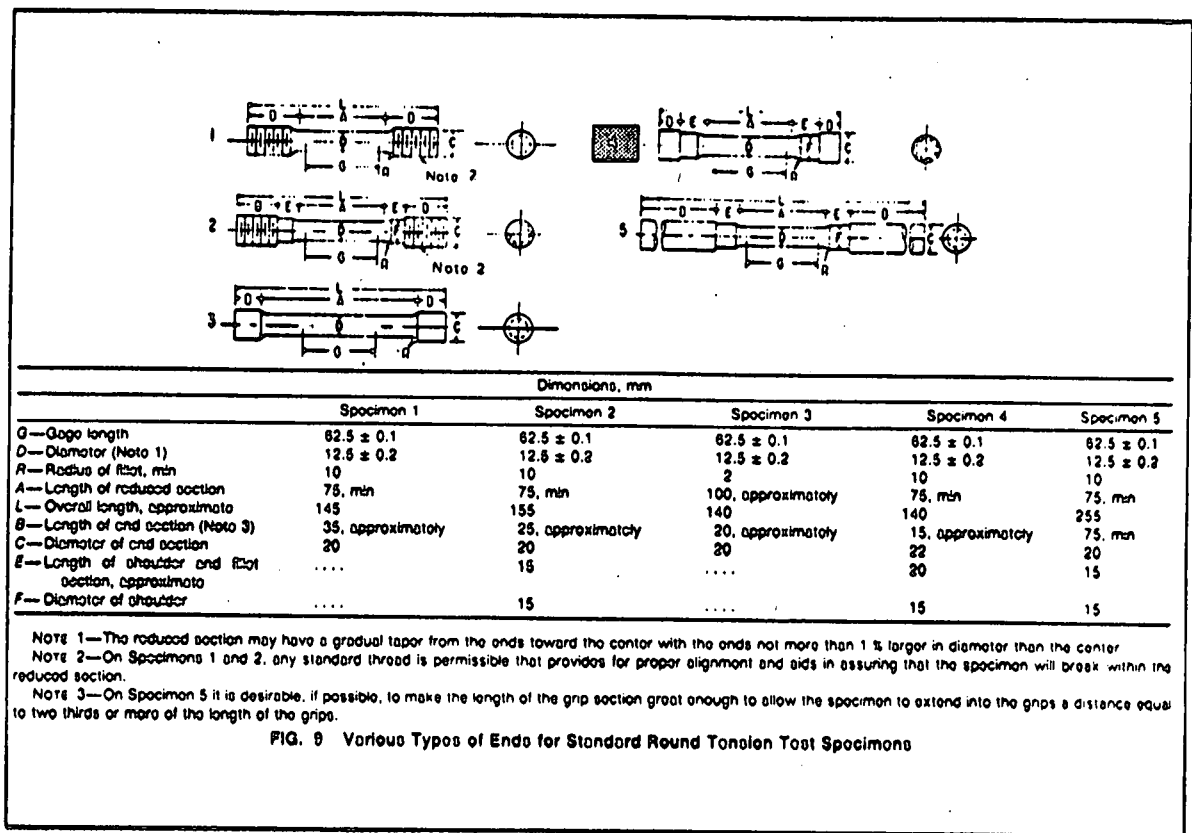 L
D A D
1 D C
G R Note 2
L
B E A E D
2 D F C
G R Note 2
L
D A D
3 D C
G R
L
D E A E D
4 D F C
G R
L
D E A E D
5 D F C
G R
Dimensions, mm
Specimen 1 Specimen 2 Specimen 3 Specimen 4 Specimen 5
G—Gage length 62.5 ± 0.1 62.5 ± 0.1 62.5 ± 0.1 62.5 ± 0.1 62.5 ± 0.1
D—Diameter (Note 1) 12.5 ± 0.2 12.5 ± 0.2 12.5 ± 0.2 12.5 ± 0.2 12.5 ± 0.2
R—Radius of fillet, min 10 10 2 10 10
A—Length of reduced section 75, min 75, min 100, approximately 75, min 75, min
L—Overall length, approximate 145 155 140 140 255
B—Length of end section (Note 3) 35, approximately 25, approximately 20, approximately 15, approximately 75, min
C—Diameter of end section 20 20 20 22 20
E—Length of shoulder and fillet .... 15 .... 20 15
section, approximate
F—Diameter of shoulder .... 15 .... 15 15
NOTE 1—The reduced section may have a gradual taper from the ends toward the center with the ends not more than 1 % larger in diameter than the center
NOTE 2—On Specimens 1 and 2, any standard thread is permissible that provides for proper alignment and aids in assuring that the specimen will break within the
reduced section.
NOTE 3—On Specimen 5 it is desirable, if possible, to make the length of the grip section great enough to allow the specimen to extend into the grips a distance equal
to two thirds or more of the length of the grips.
FIG. 9 Various Types of Ends for Standard Round Tension Test Specimens